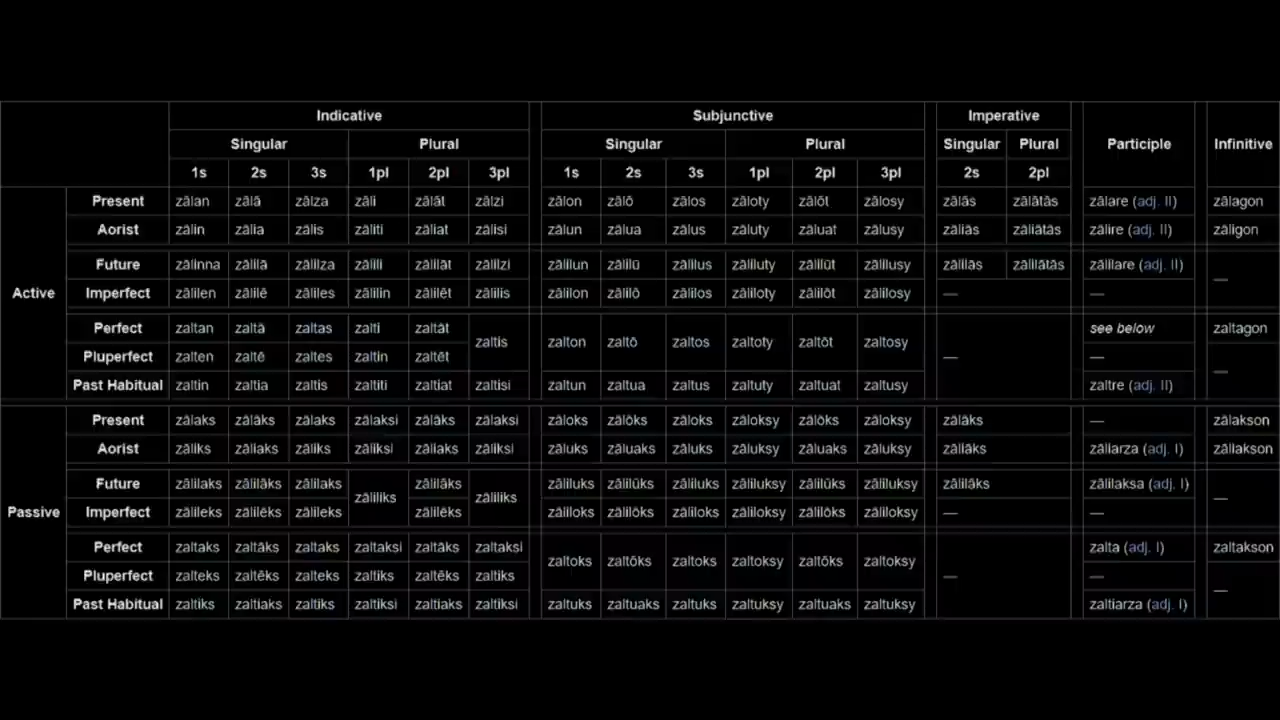 Indicative Subjunctive Imperative
Singular Plural Singular Plural Singular Plural Participle Infinitive
1s 2s 3s 1pl 2pl 3pl 1s 2s 3s 1pl 2pl 3pl 2s 2pl
Present zālan zālā zālza zāli zālāt zālzi zālon zālō zālos zāloty zālōt zālosy zālās zālātās zālare (adj. II) zālagon
Aorist zālin zālia zālis zāliti zāliat zālisi zālun zālua zālus zāluty zāluat zālusy zāliās zāliātās zālire (adj. II) zāligon
Future zālinna zālilā zālilza zālili zālilāt zālilzi zālilun zālilū zālilus zāliluty zālilūt zālilusy zālilās zālilātās zālilare (adj. II) —
Active
Imperfect zālilen zālilē zāliles zālilin zālilēt zālilis zālilon zālilō zālilos zāliloty zālilōt zālilosy — —
Perfect zaltan zaltā zaltas zalti zaltāt zaltis zalton zaltō zaltos zaltoty zaltōt zaltosy see below zaltagon
Pluperfect zalten zaltē zaltes zaltin zaltēt — —
Past Habitual zaltin zaltia zaltis zaltiti zaltiat zaltisi zaltun zaltua zaltus zaltuty zaltuat zaltusy zaltre (adj. II) —
Present zālaks zālāks zālaks zālaksi zālāks zālaksi zāloks zālōks zāloks zāloksy zālōks zāloksy zālāks — zālakson
Aorist zāliks zāliaks zāliks zāliksi zāliaks zāliksi zāluks zāluaks zāluks zāluksy zāluaks zāluksy zāliāks zāliarza (adj. I) zāliakson
Future zālilaks zālilāks zālilaks zāliliks zālilāks zāliliks zāliluks zālilūks zāliluks zāliluksy zālilūks zāliluksy zālilāks zālilaksa (adj. I) —
Passive
Imperfect zālileks zālilēks zālileks zālilēks zāliloks zālilōks zāliloks zāliloksy zālilōks zāliloksy — —
Perfect zaltaks zaltāks zaltaks zaltaksi zaltāks zaltaksi zaltoks zaltōks zaltoks zaltoksy zaltōks zaltoksy zalta (adj. I) zaltakson
Pluperfect zalteks zaltēks zalteks zaltiks zaltēks zaltiks — —
Past Habitual zaltiks zaltiaks zaltiks zaltiksi zaltiaks zaltiksi zaltuks zaltuaks zaltuks zaltuksy zaltuaks zaltuksy zaltiarza (adj. I) —